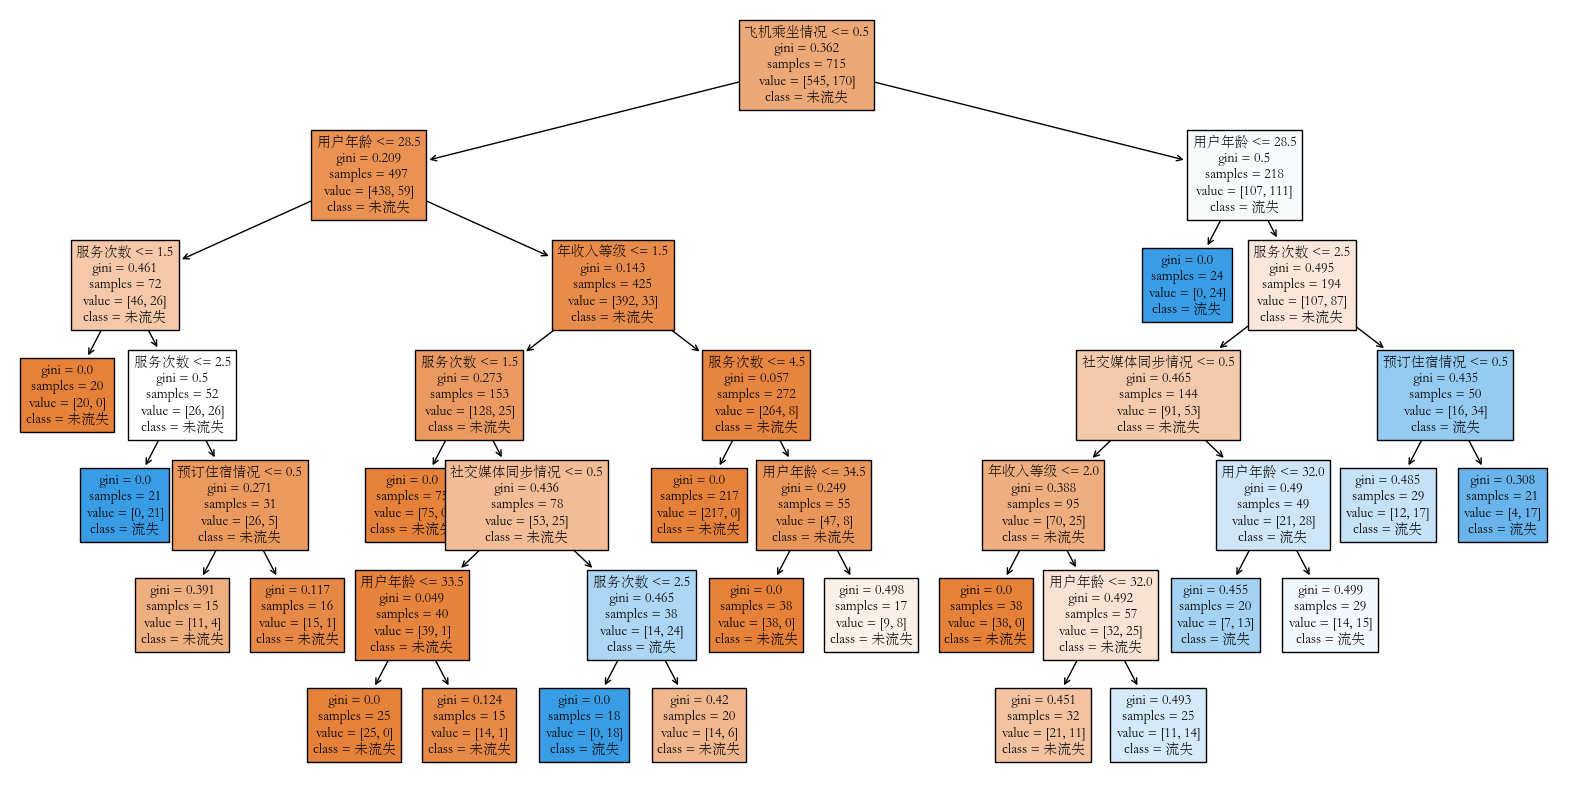 飞机乘坐情况 <= 0.5
gini = 0.362
samples = 715
value = [545, 170]
class = 未流失
用户年龄 <= 28.5
gini = 0.209
samples = 497
value = [438, 59]
class = 未流失
用户年龄 <= 28.5
gini = 0.5
samples = 218
value = [107, 111]
class = 流失
服务次数 <= 1.5
gini = 0.461
samples = 72
value = [46, 26]
class = 未流失
年收入等级 <= 1.5
gini = 0.143
samples = 425
value = [392, 33]
class = 未流失
gini = 0.0
samples = 24
value = [0, 24]
class = 流失
服务次数 <= 2.5
gini = 0.495
samples = 194
value = [107, 87]
class = 未流失
gini = 0.0
samples = 20
value = [20, 0]
class = 未流失
服务次数 <= 2.5
gini = 0.5
samples = 52
value = [26, 26]
class = 未流失
服务次数 <= 1.5
gini = 0.273
samples = 153
value = [128, 25]
class = 未流失
服务次数 <= 4.5
gini = 0.057
samples = 272
value = [264, 8]
class = 未流失
社交媒体同步情况 <= 0.5
gini = 0.465
samples = 144
value = [91, 53]
class = 未流失
预订住宿情况 <= 0.5
gini = 0.435
samples = 50
value = [16, 34]
class = 流失
gini = 0.0
samples = 21
value = [0, 21]
class = 流失
预订住宿情况 <= 0.5
gini = 0.271
samples = 31
value = [26, 5]
class = 未流失
gini = 0.0
samples = 75
value = [75, 0
class = 未流失
社交媒体同步情况 <= 0.5
gini = 0.436
samples = 78
value = [53, 25]
class = 未流失
gini = 0.0
samples = 217
value = [217, 0]
class = 未流失
用户年龄 <= 34.5
gini = 0.249
samples = 55
value = [47, 8]
class = 未流失
年收入等级 <= 2.0
gini = 0.388
samples = 95
value = [70, 25]
class = 未流失
用户年龄 <= 32.0
gini = 0.49
samples = 49
value = [21, 28]
class = 流失
gini = 0.485
samples = 29
value = [12, 17]
class = 流失
gini = 0.308
samples = 21
value = [4, 17]
class = 流失
gini = 0.391
samples = 15
value = [11, 4]
class = 未流失
gini = 0.117
samples = 16
value = [15, 1]
class = 未流失
用户年龄 <= 33.5
gini = 0.049
samples = 40
value = [39, 1]
class = 未流失
服务次数 <= 2.5
gini = 0.465
samples = 38
value = [14, 24]
class = 流失
gini = 0.0
samples = 38
value = [38, 0]
class = 未流失
gini = 0.498
samples = 17
value = [9, 8]
class = 未流失
gini = 0.0
samples = 38
value = [38, 0]
class = 未流失
用户年龄 <= 32.0
gini = 0.492
samples = 57
value = [32, 25]
class = 未流失
gini = 0.455
samples = 20
value = [7, 13]
class = 流失
gini = 0.499
samples = 29
value = [14, 15]
class = 流失
gini = 0.0
samples = 25
value = [25, 0]
class = 未流失
gini = 0.124
samples = 15
value = [14, 1]
class = 未流失
gini = 0.0
samples = 18
value = [0, 18]
class = 流失
gini = 0.42
samples = 20
value = [14, 6]
class = 未流失
gini = 0.451
samples = 32
value = [21, 11]
class = 未流失
gini = 0.493
samples = 25
value = [11, 14]
class = 流失